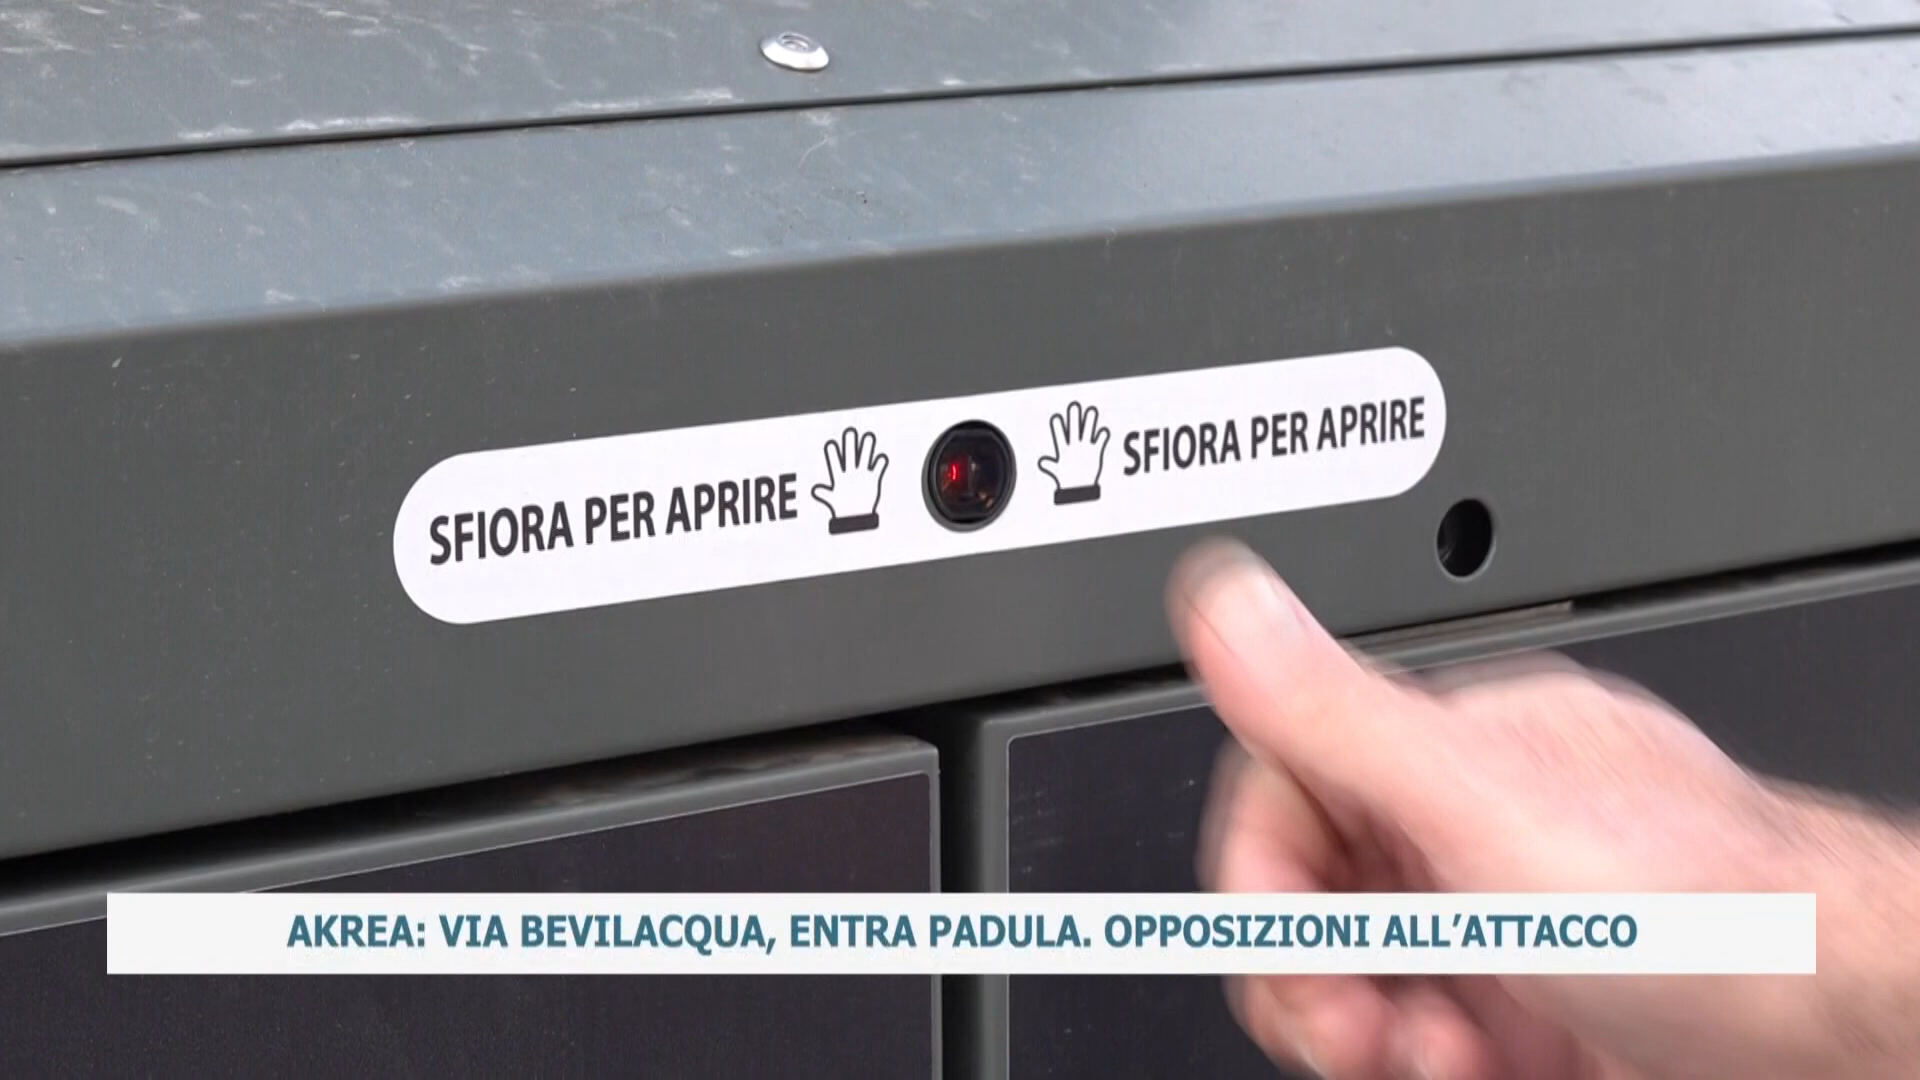 SFIORA PER APRIRE SFIORA PER APRIRE
AKREA: VIA BEVILACQUA, ENTRA PADULA. OPPOSIZIONI ALL’ATTACCO